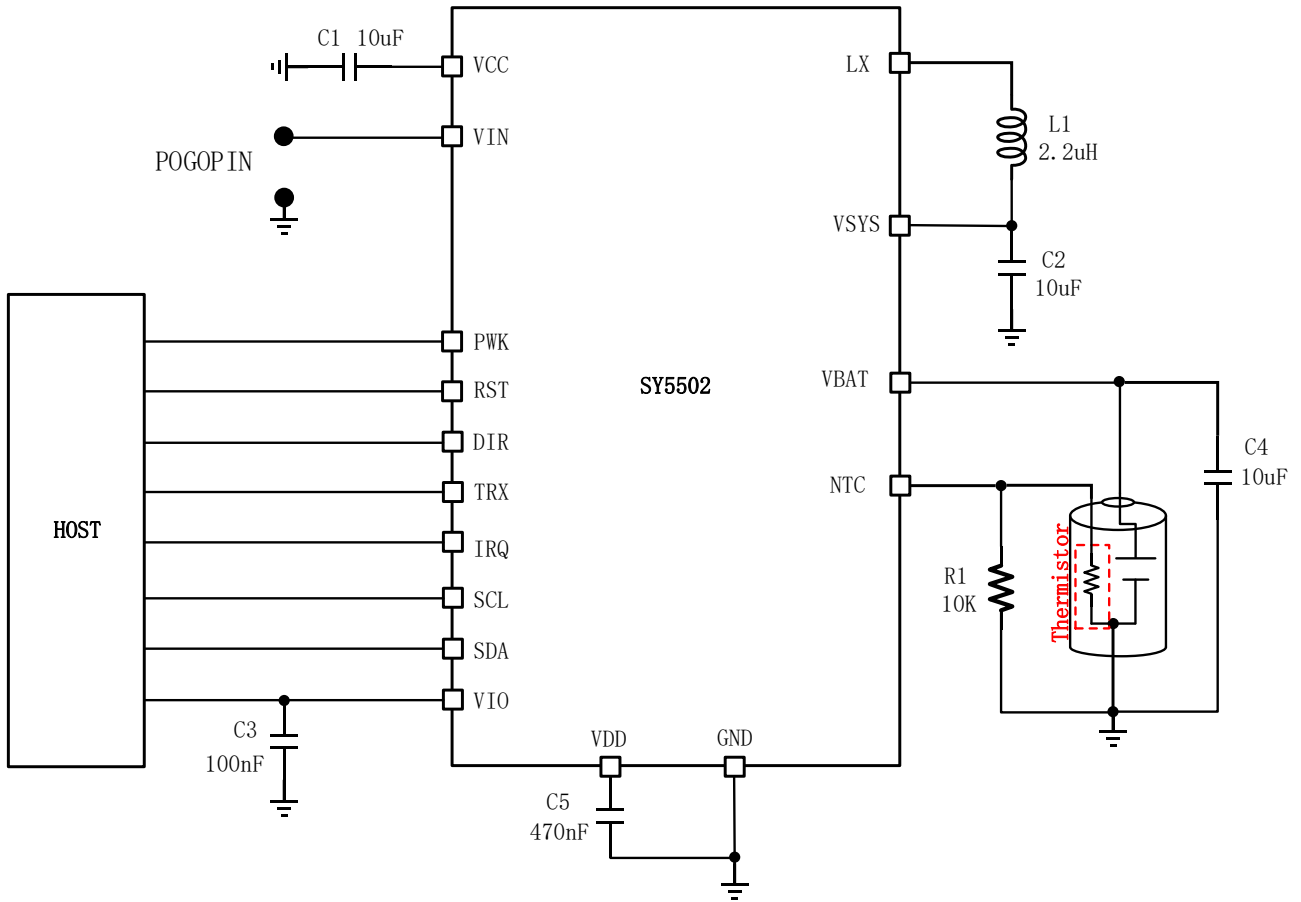 C1 10uF
VCC
LX
VIN
POGOPIN
L1
2.2uH
VSYS
C2
10uF
PWK
SY5502
VBAT
RST
DIR
C4
10uF
NTC
TRX
HOST
IRQ
Thermistor
R1
10K
SCL
SDA
VIO
C3
100nF
VDD
GND
C5
470nF